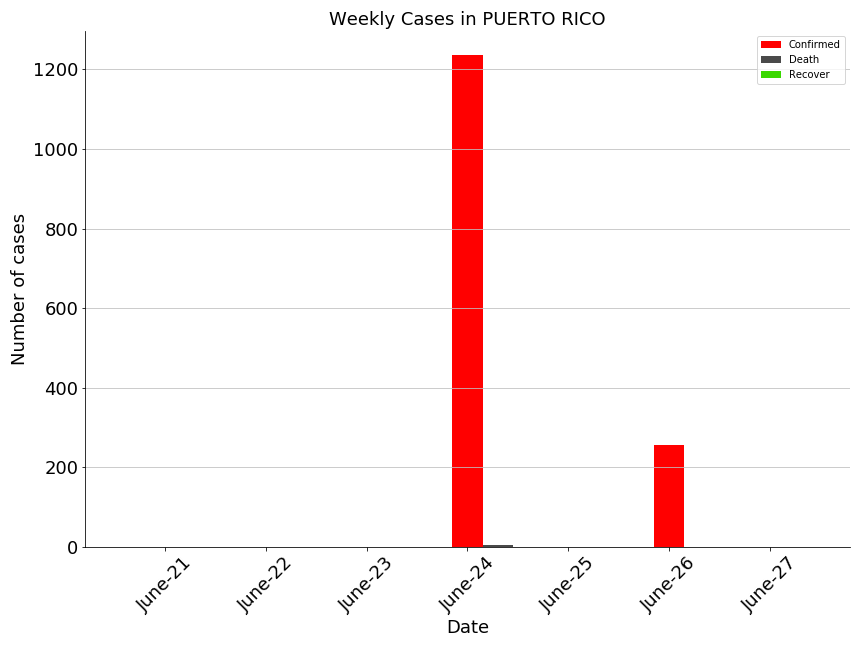 Weekly Cases in PUERTO RICO
Confirmed
Death
Recover
Number of cases
1200
1000
800
600
400
200
0
June-21
June-22
June-23
June-24
June-25
June-26
June-27
Date